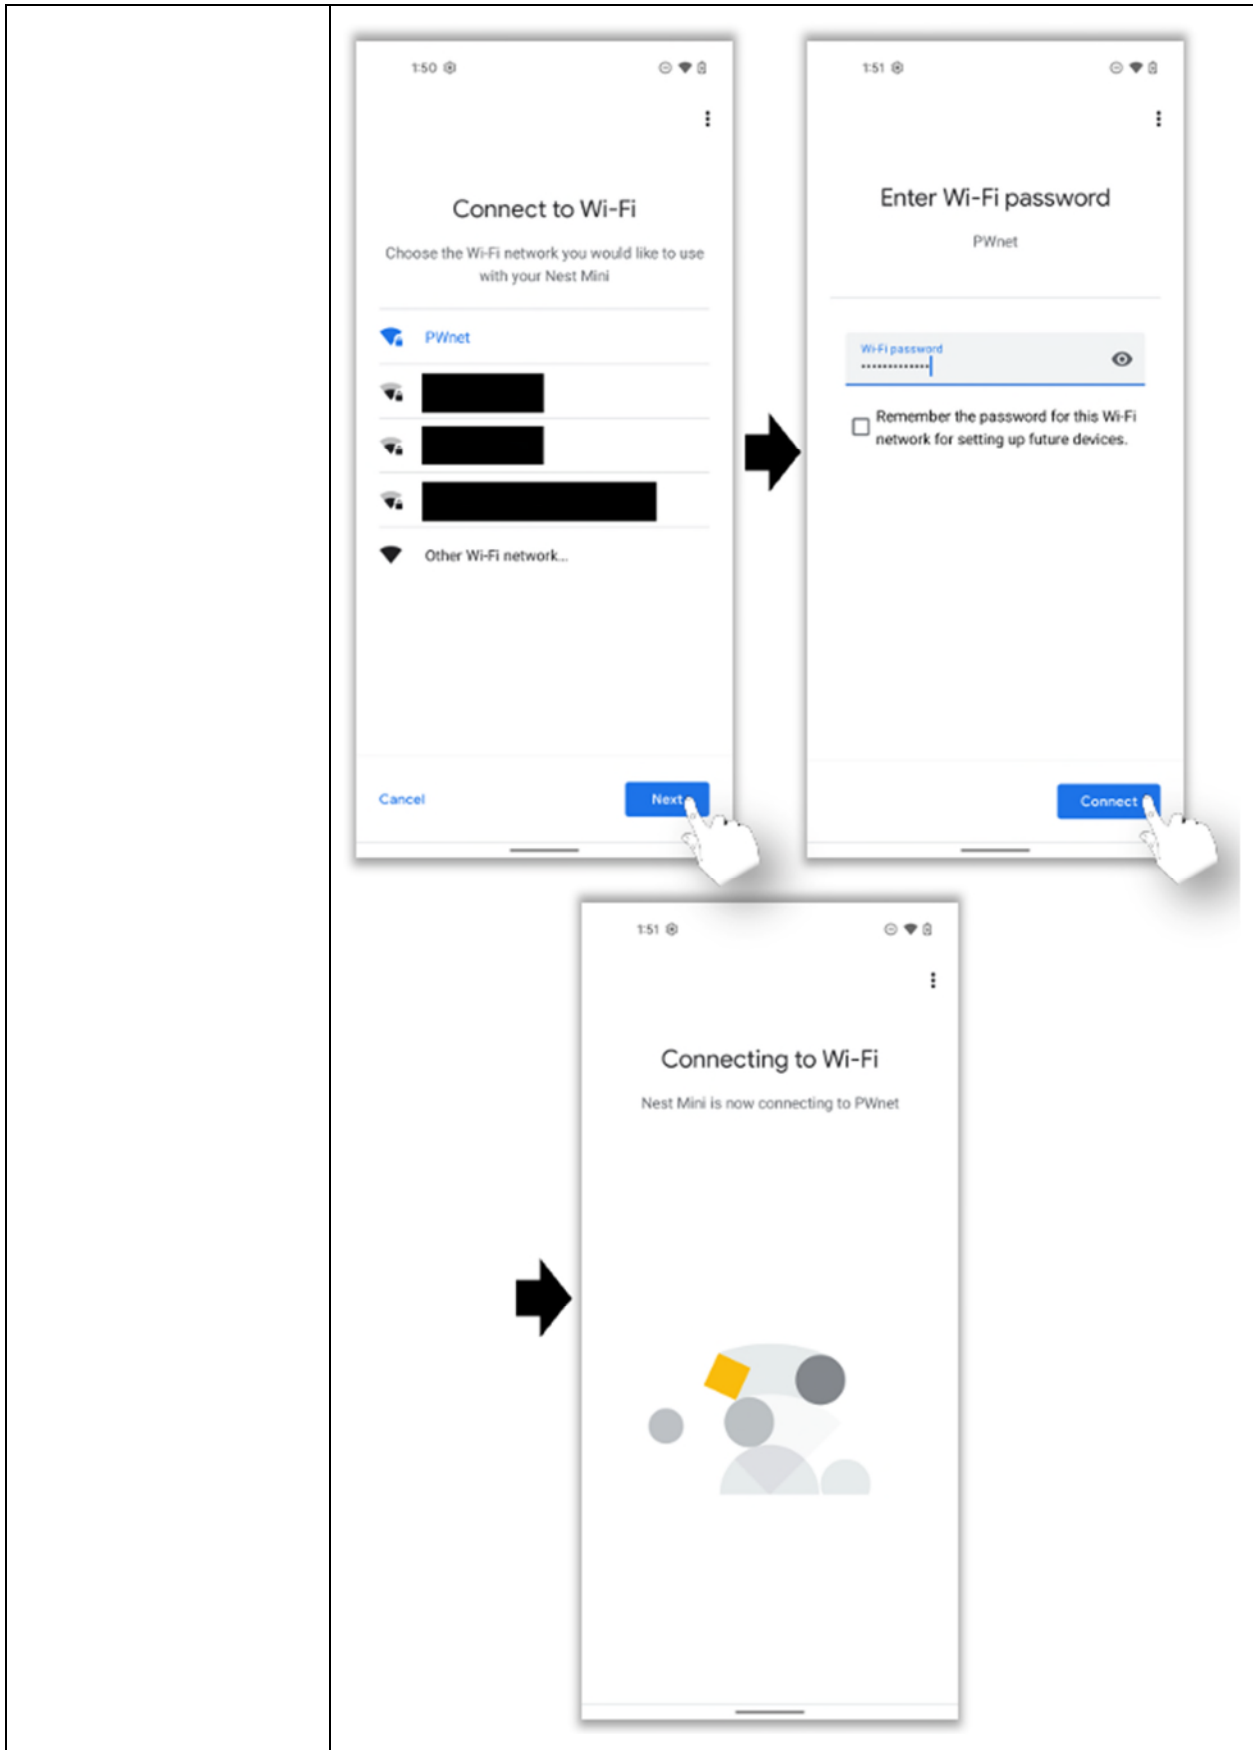 1:50
Connect to Wi-Fi
Choose the Wi-Fi network you would like to use
with your Nest Mini
PWnet
Other Wi-Fi network...
Cancel
Next
1:51
Enter Wi-Fi password
PWnet
Wi-Fi password
Remember the password for this Wi-Fi
network for setting up future devices.
Connect
1:51
Connecting to Wi-Fi
Nest Mini is now connecting to PWnet